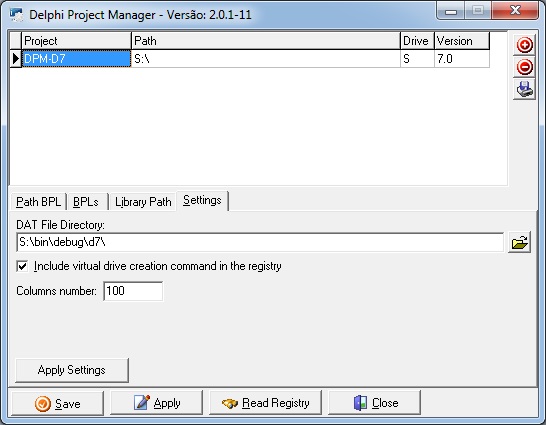 Delphi Project Manager - Versão: 2.0.1-11
Project Path Drive Version
DPM-D7 S:\ S 7.0
Path BPL BPLs Library Path Settings
DAT File Directory:
S:\bin\debug\d7\
Include virtual drive creation command in the registry
Columns number: 100
Apply Settings
Save Apply Read Registry Close